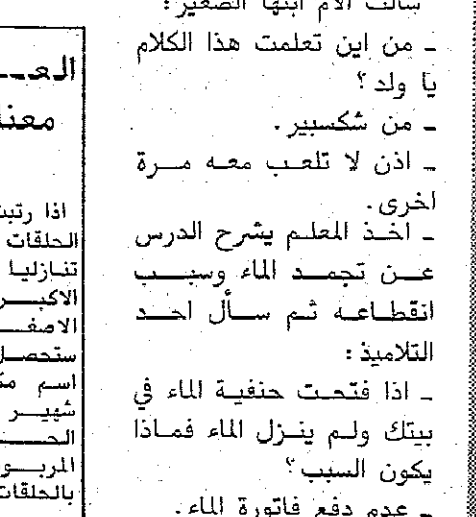 سألت الأم ابنها الصغير :
ـ من اين تعلمت هذا الكلام
يا ولد ؟
ـ من شكسبير .
ـ اذن لا تلعب معه مرة
اخرى .
ـ اخذ المعلم يشرح الدرس
عن تجمد الماء وسبب
انقطاعه ثم سأل احد
التلاميذ :
ـ اذا فتحت حنفية الماء في
بيتك ولم ينزل الماء فماذا
يكون السبب ؟
ـ عدم دفع فاتورة الماء .
العـ
معنا
اذا رتبت
الحلقات
تنازليا
الاكبر
الاصغـ
ستحصل
اسم
شهير
الحـ
المربو
بالحلقات